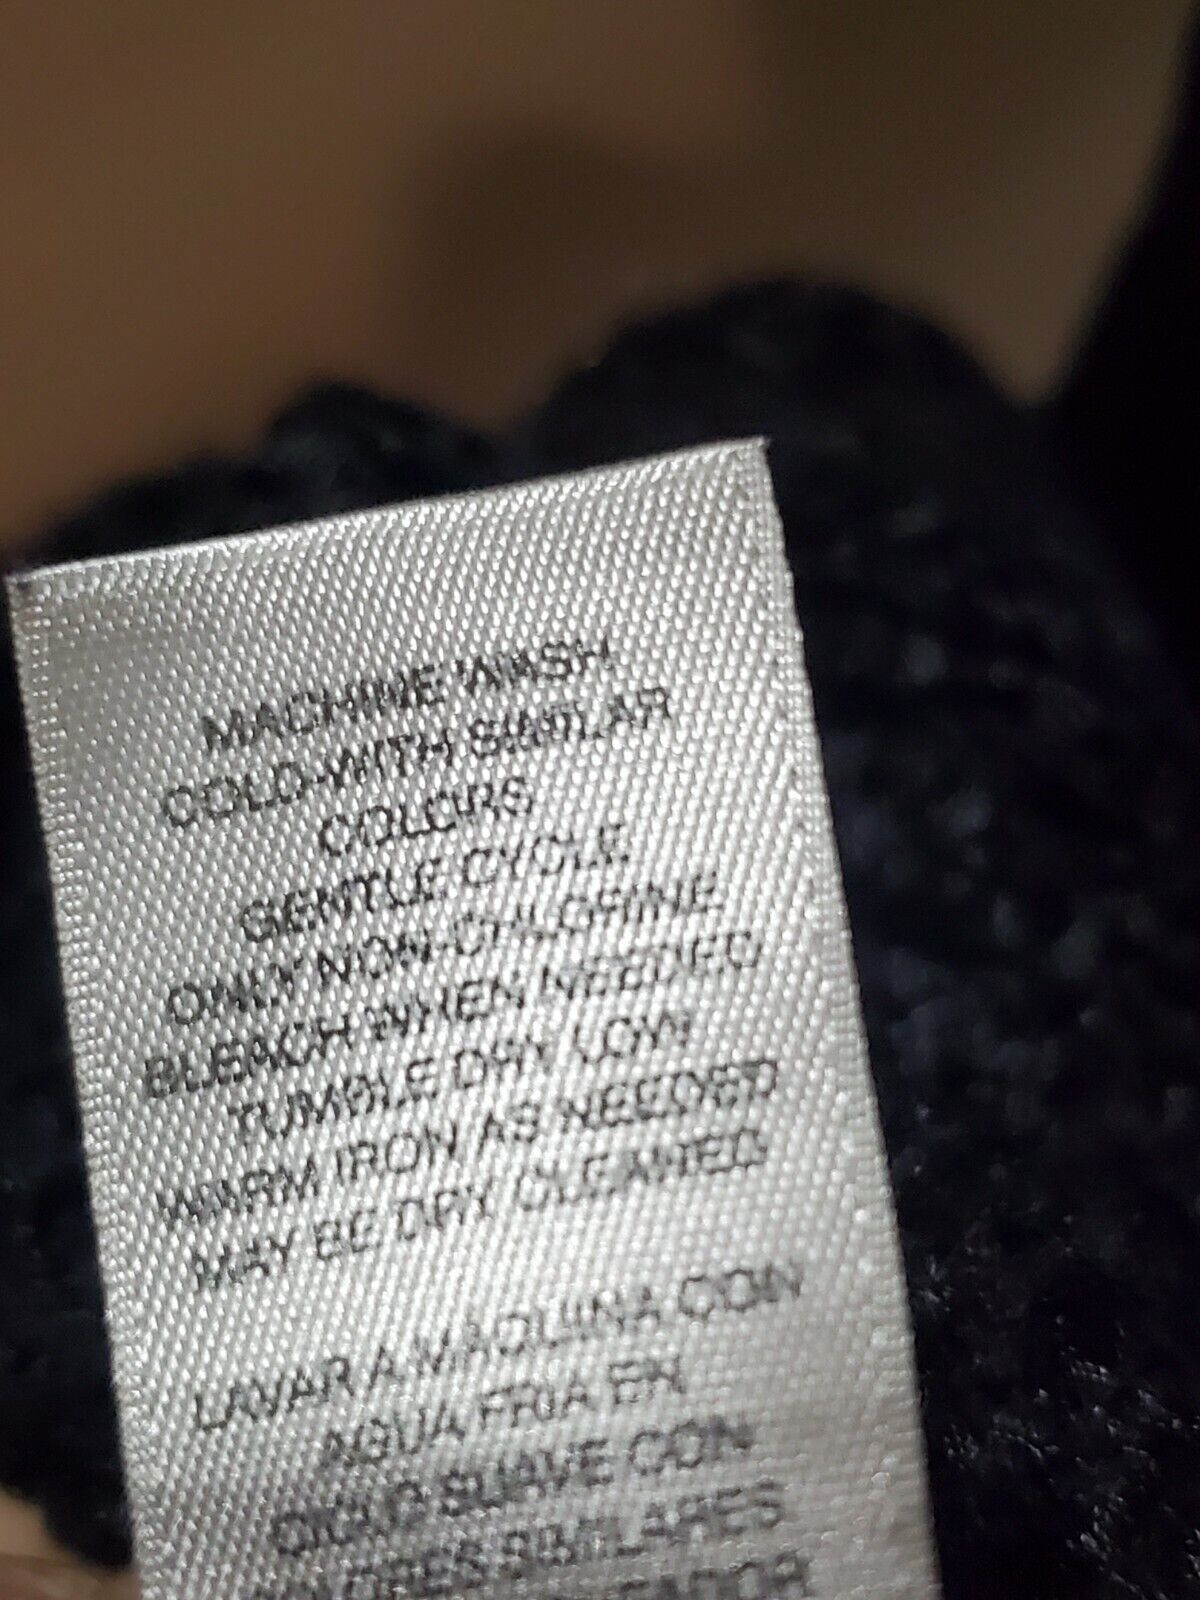 MACHINE WASH
COLD-WITH SIMILAR
COLORS
GENTLE CYCLE
ONLY NON-CHLORINE
BLEACH WHEN NEEDED
TUMBLE DRY LOW
WARM IRON AS NEEDED
MAY BE DRY CLEANED
LAVAR A MAQUINA CON
AGUA FRIA EN
CICLO SUAVE CON
COLORES SIMILARES